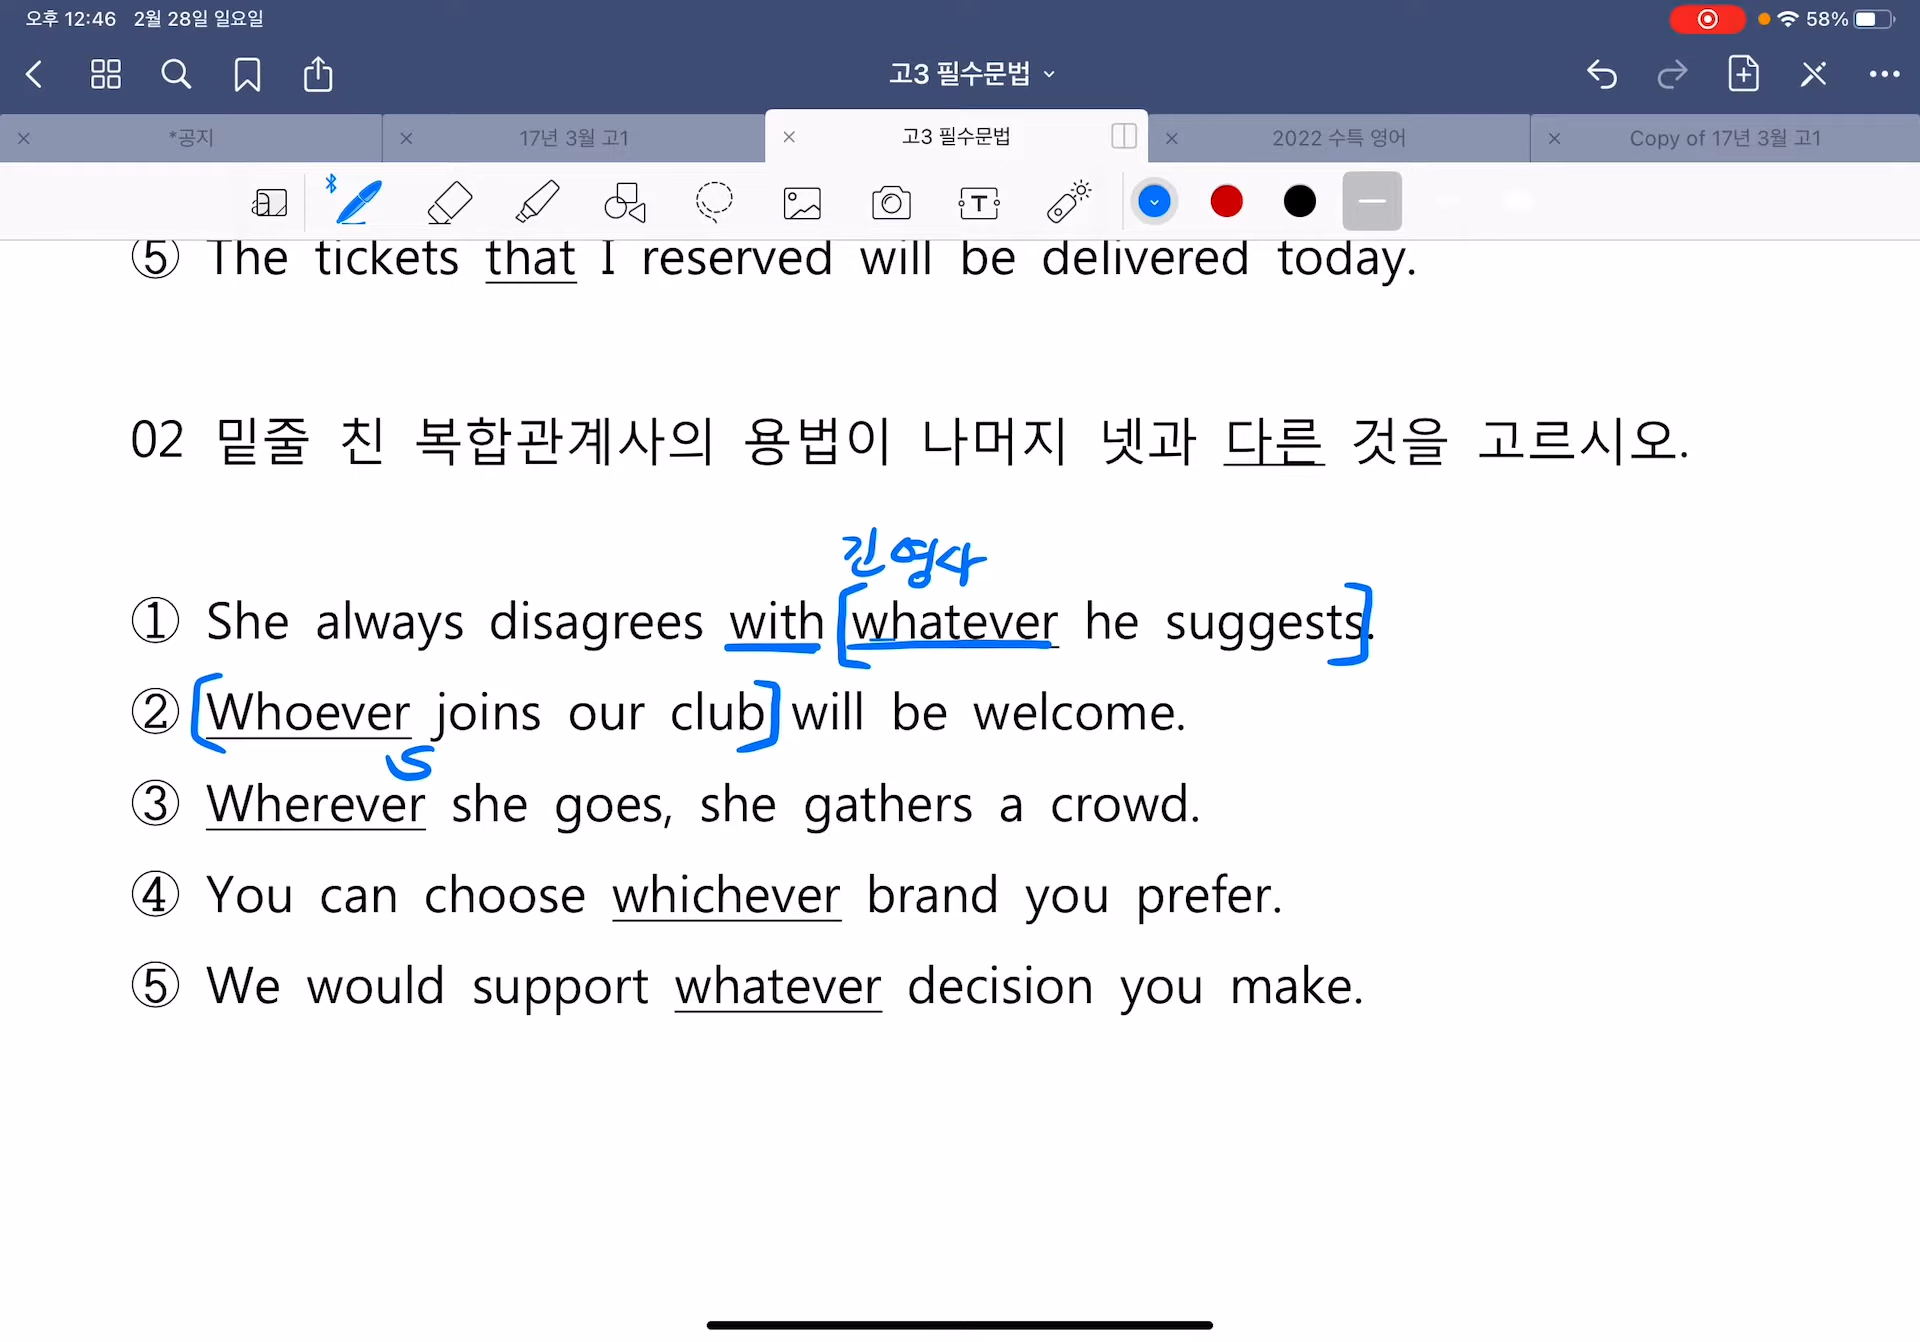 오후 12:46 2월 28일 일요일 58%
고3 필수문법
*공지 17년 3월 고1 고3 필수문법 2022 수특 영어 Copy of 17년 3월 고1
⑤ The tickets that I reserved will be delivered today.
02 밑줄 친 복합관계사의 용법이 나머지 넷과 다른 것을 고르시오.
긴 명사
① She always disagrees with [whatever he suggests].
② [Whoever joins our club] will be welcome.
S
③ Wherever she goes, she gathers a crowd.
④ You can choose whichever brand you prefer.
⑤ We would support whatever decision you make.